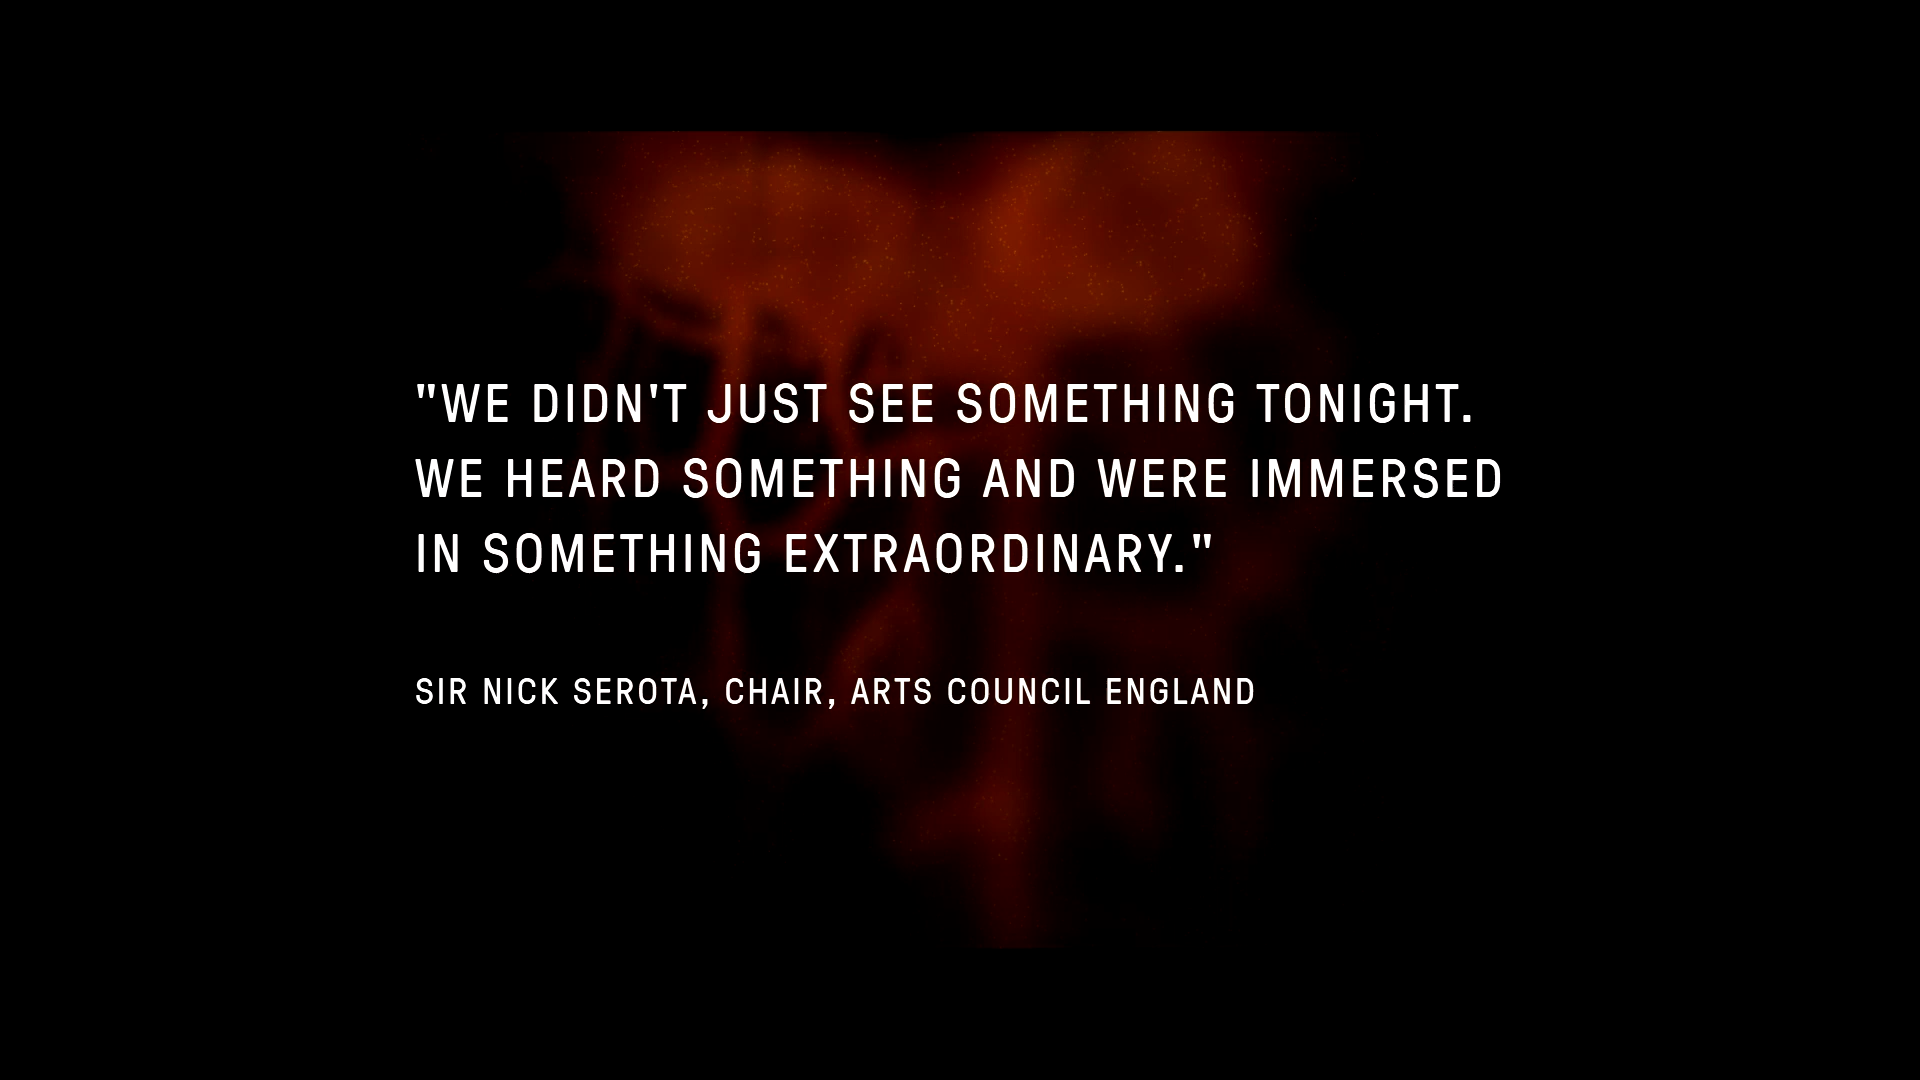 "WE DIDN'T JUST SEE SOMETHING TONIGHT.
WE HEARD SOMETHING AND WERE IMMERSED
IN SOMETHING EXTRAORDINARY."
SIR NICK SEROTA, CHAIR, ARTS COUNCIL ENGLAND